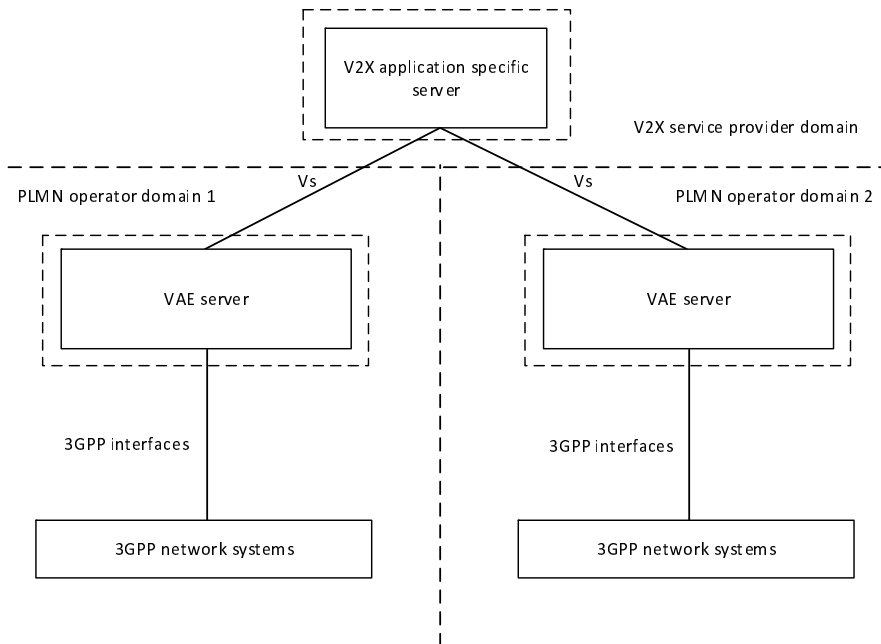 V2X application specific
server
V2X service provider domain
Vs
Vs
PLMN operator domain 1
PLMN operator domain 2
VAE server
VAE server
3GPP interfaces
3GPP interfaces
3GPP network systems
3GPP network systems